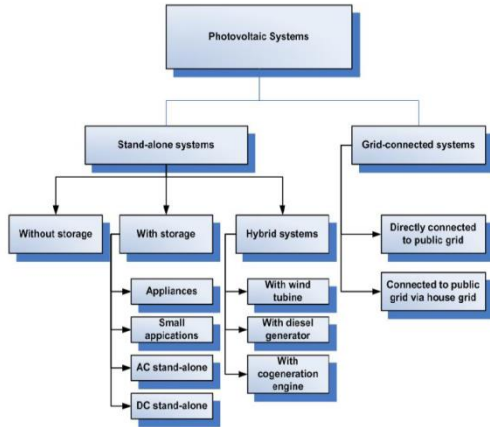 Photovoltaic Systems
Stand-alone systems
Grid-connected systems
Without storage
With storage
Hybrid systems
Directly connected
to public grid
Appliances
With wind
tubine
Connected to public
grid via house grid
Small
appications
With diesel
generator
AC stand-alone
With
cogeneration
engine
DC stand-alone